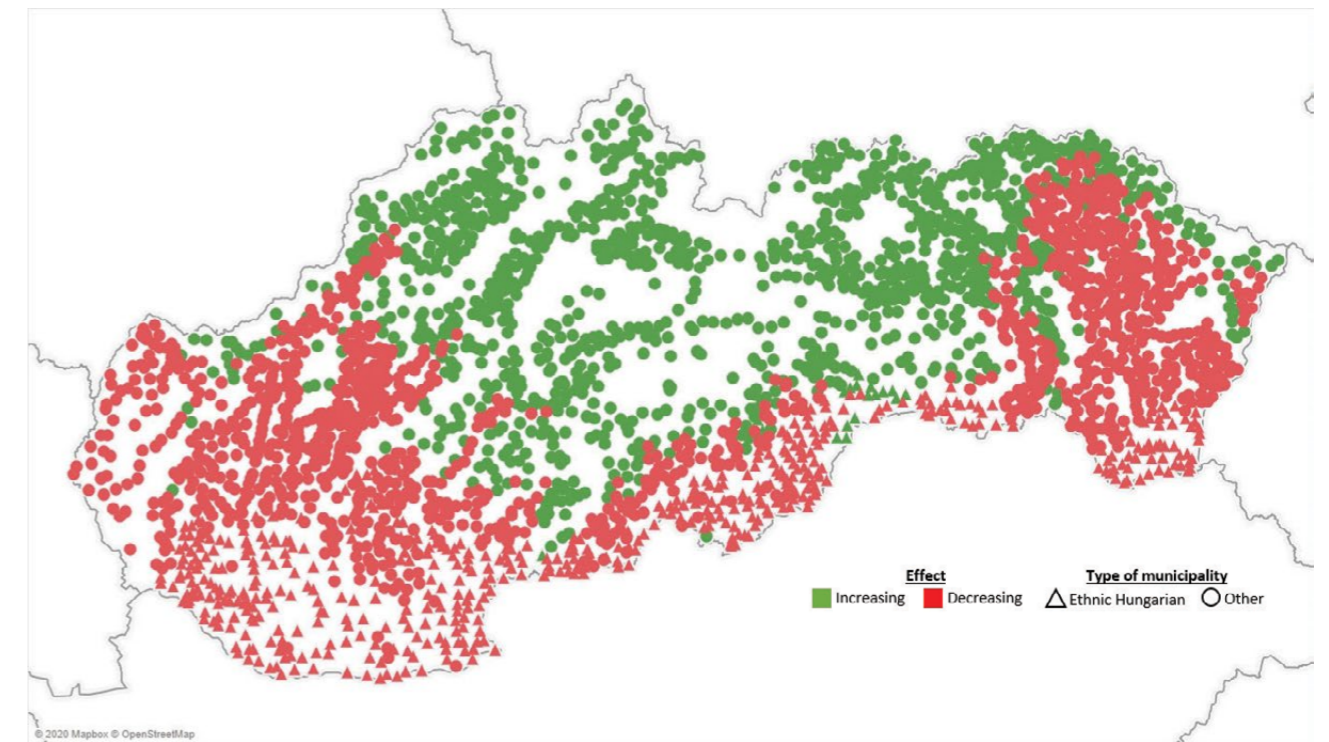 Effect
Type of municipality
Increasing
Decreasing
Ethnic Hungarian
Other
© 2020 Mapbox © OpenStreetMap